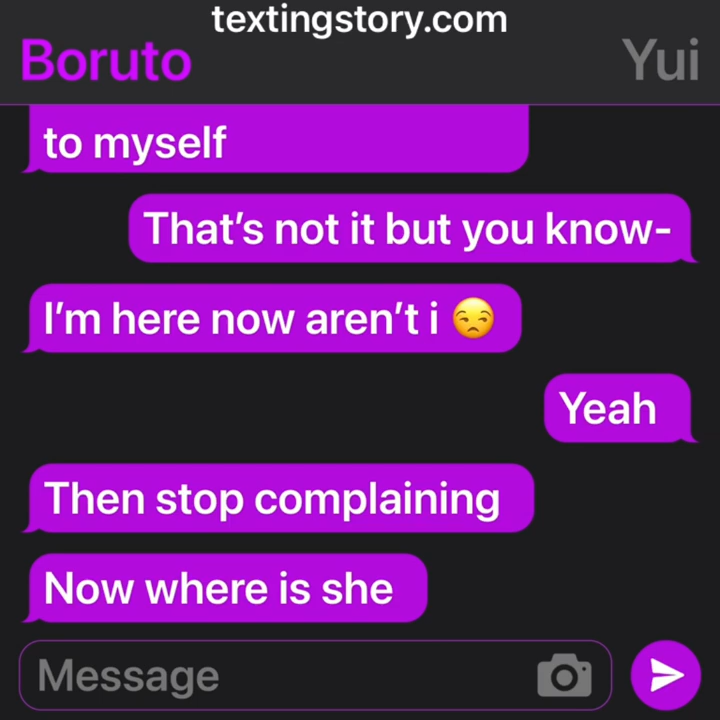 textingstory.com
Boruto
Yui
to myself
That's not it but you know-
I'm here now aren't i 😒
Yeah
Then stop complaining
Now where is she
Message